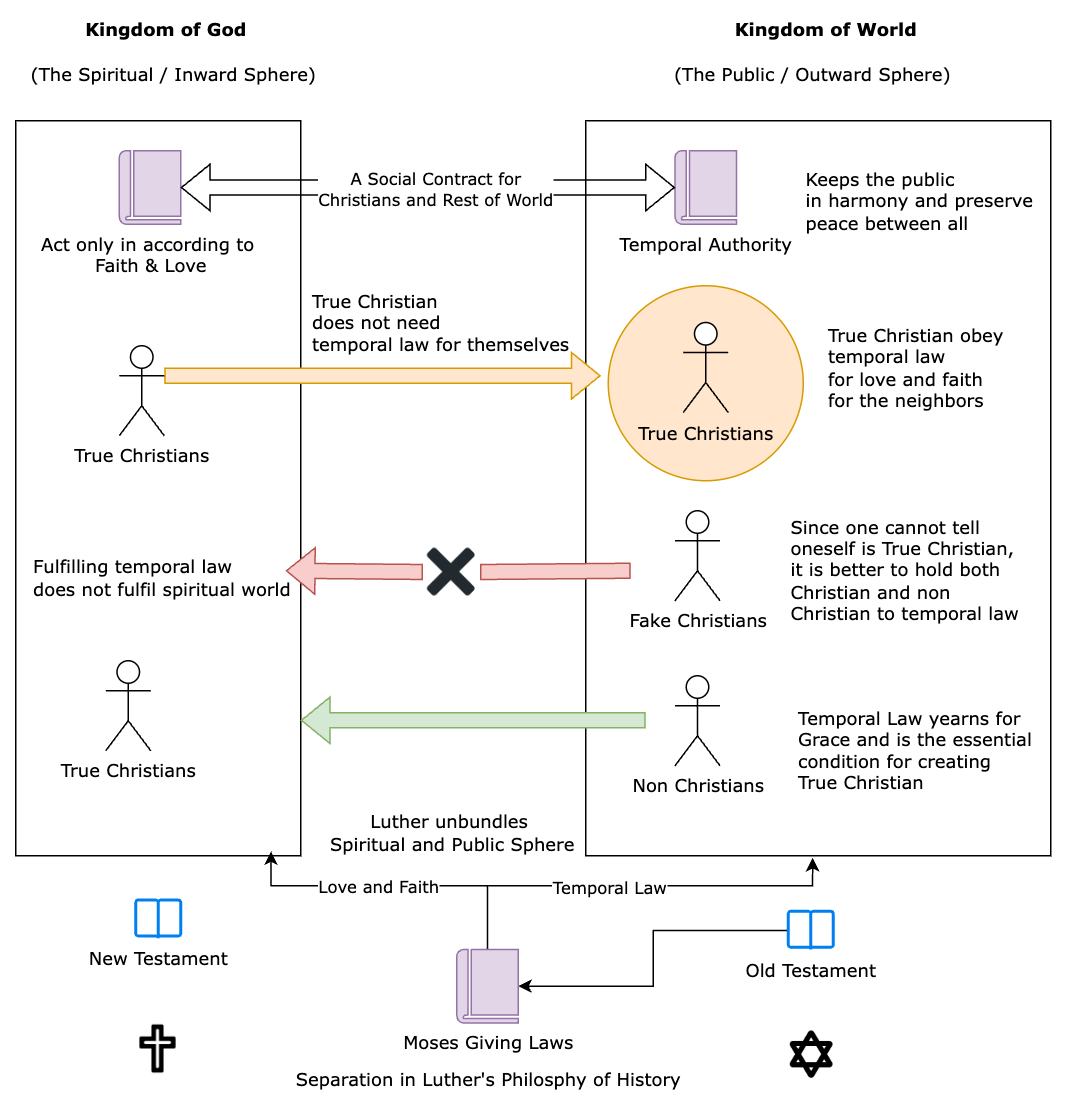 Kingdom of God
Kingdom of World
(The Spiritual / Inward Sphere)
(The Public / Outward Sphere)
A Social Contract for
Christians and Rest of World
Act only in according to
Faith & Love
Temporal Authority
Keeps the public
in harmony and preserve
peace between all
True Christian
does not need
temporal law for themselves
True Christians
True Christians
True Christian obey
temporal law
for love and faith
for the neighbors
Fulfilling temporal law
does not fulfil spiritual world
Fake Christians
Since one cannot tell
oneself is True Christian,
it is better to hold both
Christian and non
Christian to temporal law
True Christians
Non Christians
Temporal Law yearns for
Grace and is the essential
condition for creating
True Christian
Luther unbundles
Spiritual and Public Sphere
Love and Faith
Temporal Law
New Testament
Old Testament
Moses Giving Laws
Separation in Luther's Philosphy of History